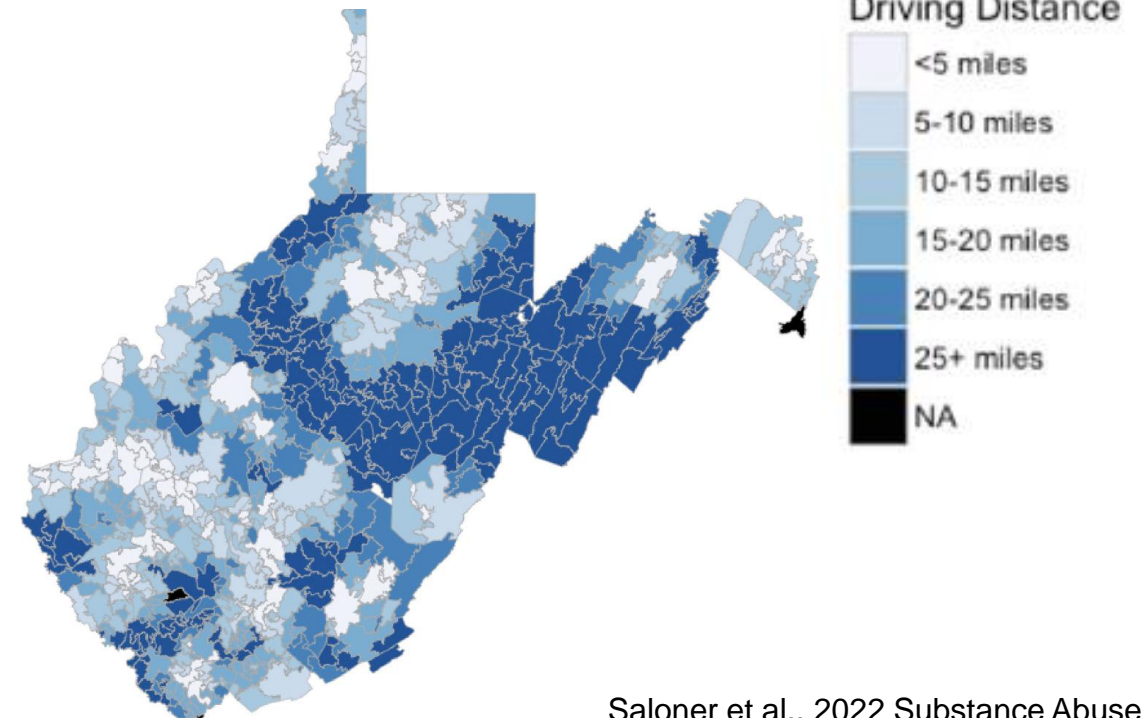 Driving Distance
<5 miles
5-10 miles
10-15 miles
15-20 miles
20-25 miles
25+ miles
NA
Saloner et al., 2022 Substance Abuse